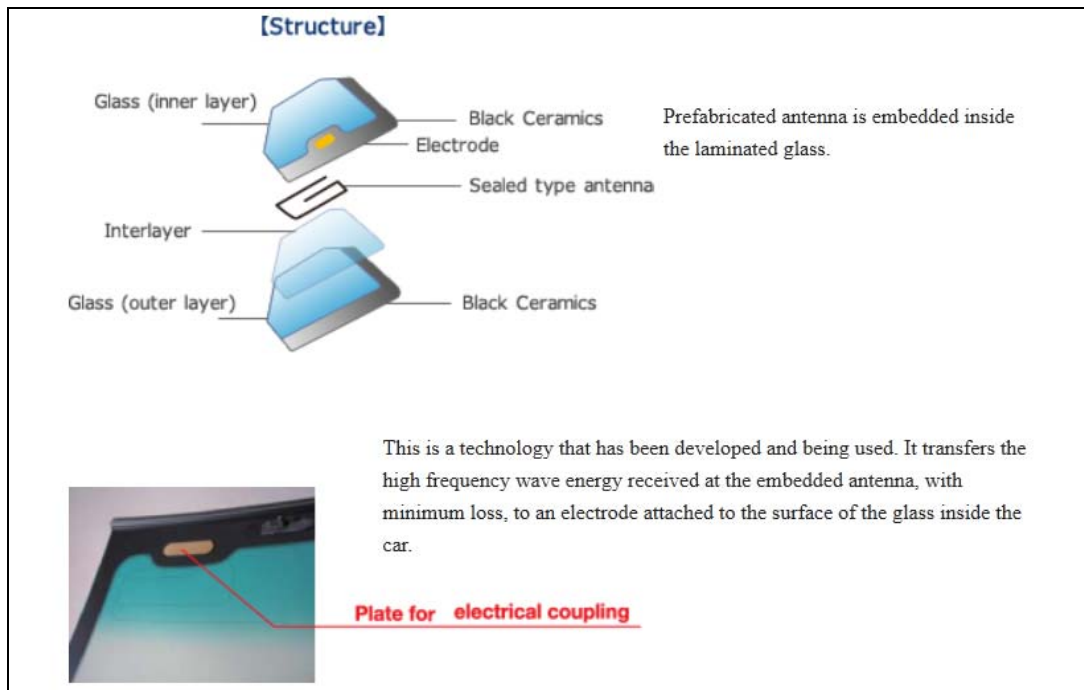 【Structure】
Glass (inner layer)
Black Ceramics
Electrode
Sealed type antenna
Interlayer
Glass (outer layer)
Black Ceramics
Prefabricated antenna is embedded inside
the laminated glass.
This is a technology that has been developed and being used. It transfers the
high frequency wave energy received at the embedded antenna, with
minimum loss, to an electrode attached to the surface of the glass inside the
car.
Plate for electrical coupling